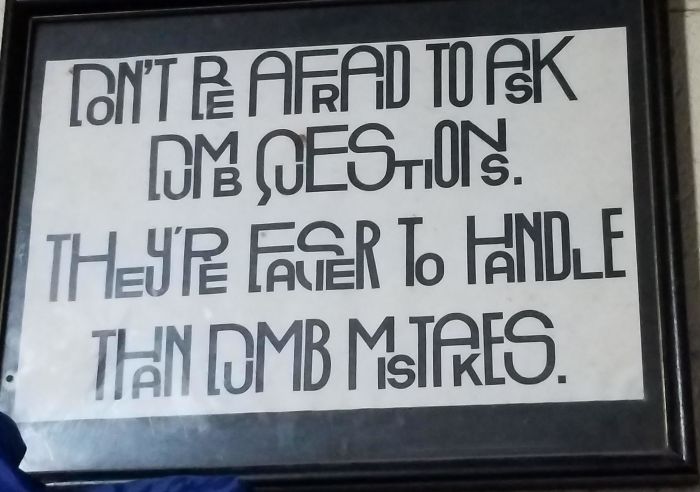 DON'T BE AFRAID TO ASK
DUMB QUESTIONS.
THEY'RE EASIER TO HANDLE
THAN DUMB MISTAKES.